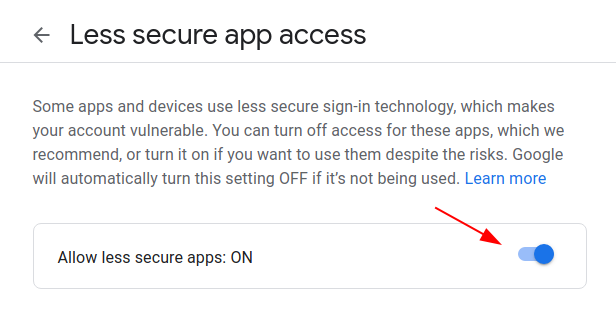 Less secure app access
Some apps and devices use less secure sign-in technology, which makes
your account vulnerable. You can turn off access for these apps, which we
recommend, or turn it on if you want to use them despite the risks. Google
will automatically turn this setting OFF if it’s not being used. Learn more
Allow less secure apps: ON